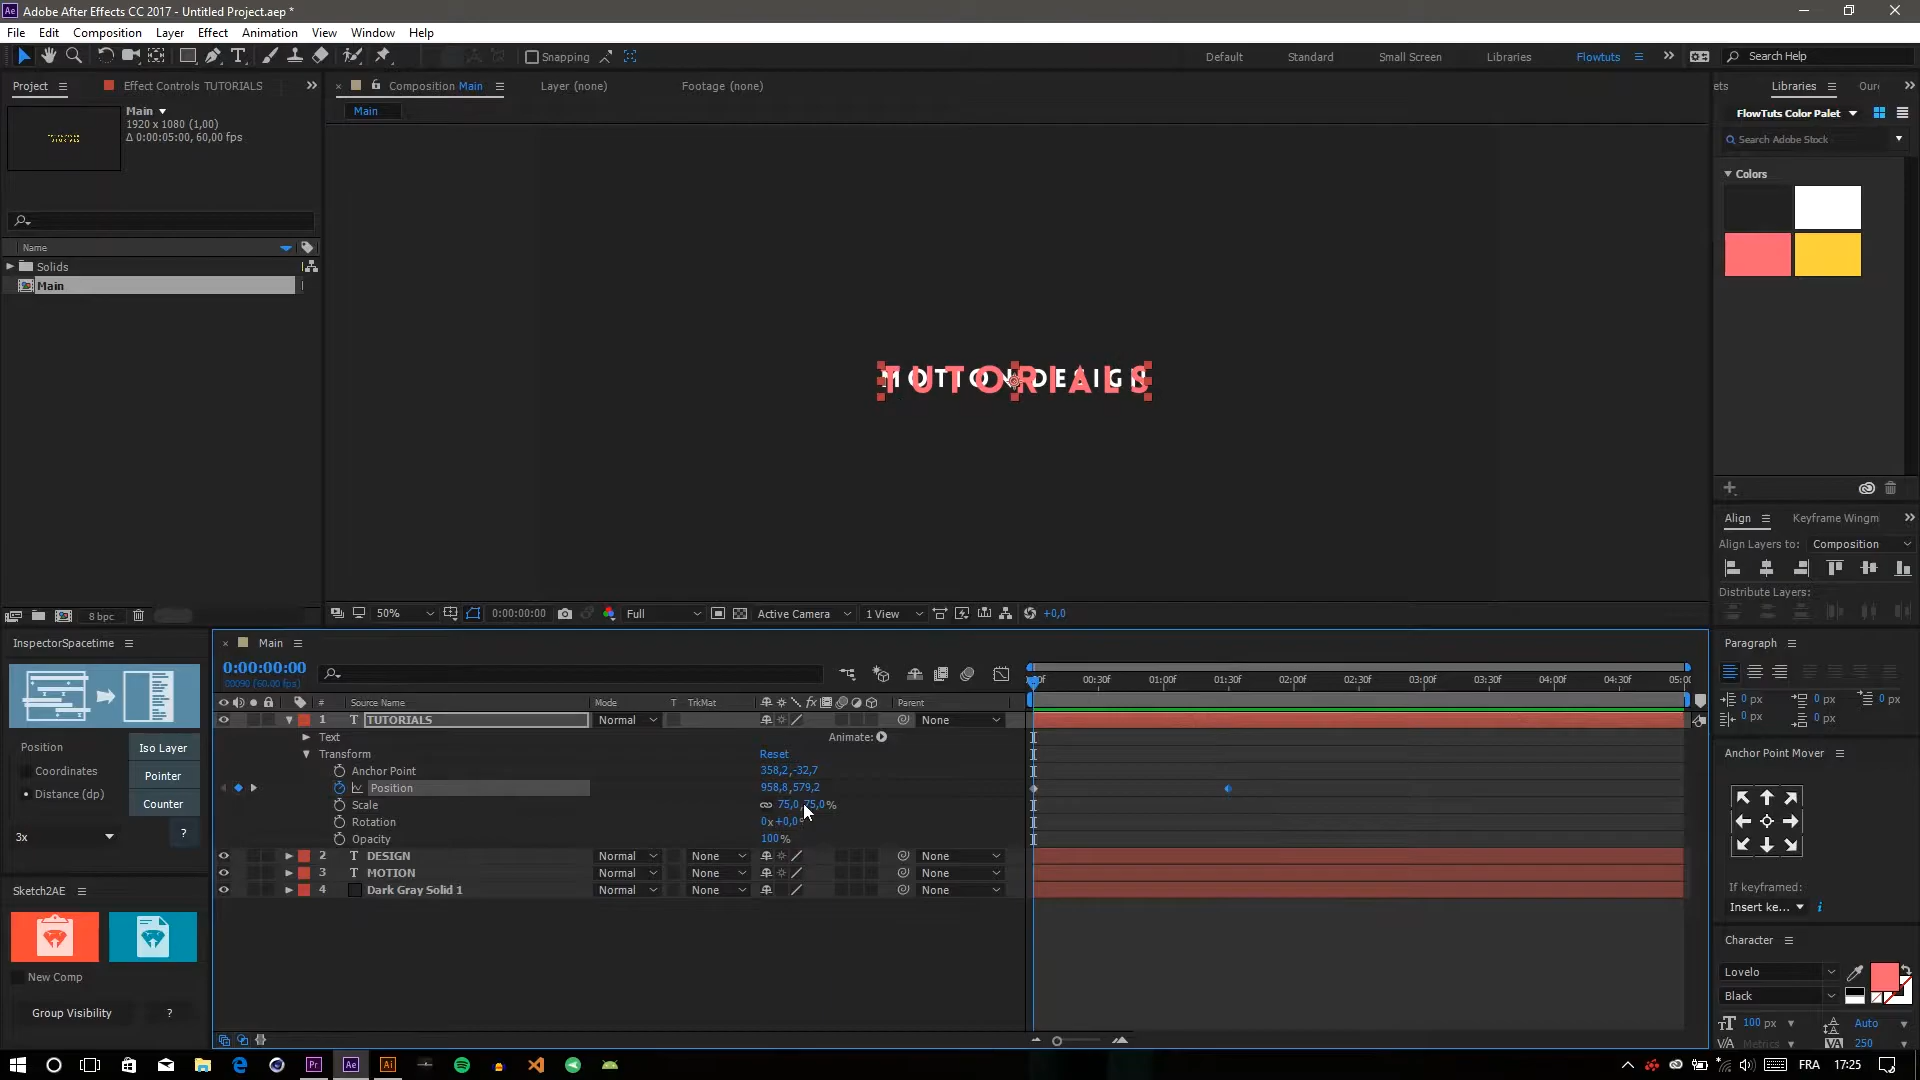 Adobe After Effects CC 2017 - Untitled Project.aep *
File Edit Composition Layer Effect Animation View Window Help
Snapping
Default Standard Small Screen Libraries Flowtuts Search Help
Project Effect Controls TUTORIALS
Composition Main Layer (none) Footage (none)
ets Libraries
Main
1920 x 1080 (1,00)
Δ 0:00:05:00, 60,00 fps
Main
FlowTuts Color Palet
Search Adobe Stock
Colors
Name
Solids
Main
MOTION DESIGN
TUTORIALS
Align Keyframe Wingm
Align Layers to: Composition
Distribute Layers:
8 bpc
50% 0:00:00:00 Full Active Camera 1 View +0,0
InspectorSpacetime
Main
Paragraph
0:00:00:00
00090 (60.00 fps)
00:30f 01:00f 01:30f 02:00f 02:30f 03:00f 03:30f 04:00f 04:30f 05:00
0 px 0 px 0 px
0 px 0 px
# Source Name Mode T TrkMat Parent
1 T TUTORIALS Normal None
Text Animate:
Transform Reset
Anchor Point 358,2,-32,7
Position 958,8,579,2
Scale 75,0,75,0%
Rotation 0x+0,0°
Opacity 100%
2 T DESIGN Normal None None
3 T MOTION Normal None None
4 Dark Gray Solid 1 Normal None None
Position Iso Layer
Coordinates Pointer
Distance (dp) Counter
3x ?
Sketch2AE
New Comp
Group Visibility ?
Anchor Point Mover
If keyframed:
Insert ke...
Character
Lovelo
Black
100 px Auto
Metrics 250
FRA 17:25